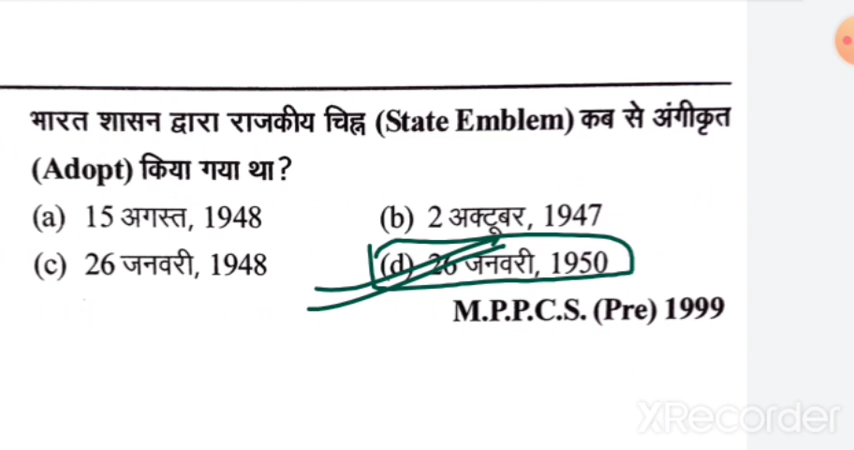 भारत शासन द्वारा राजकीय चिह्न (State Emblem) कब से अंगीकृत
(Adopt) किया गया था?
(a) 15 अगस्त, 1948 (b) 2 अक्टूबर, 1947
(c) 26 जनवरी, 1948 (d) 26 जनवरी, 1950
M.P.P.C.S. (Pre) 1999
XRecorder